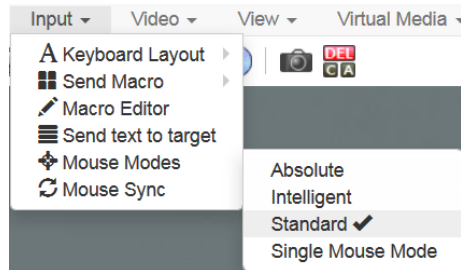 Input Video View Virtual Media
A Keyboard Layout
Send Macro
DEL
C A
Macro Editor
Send text to target
Mouse Modes
Mouse Sync
Absolute
Intelligent
Standard
Single Mouse Mode